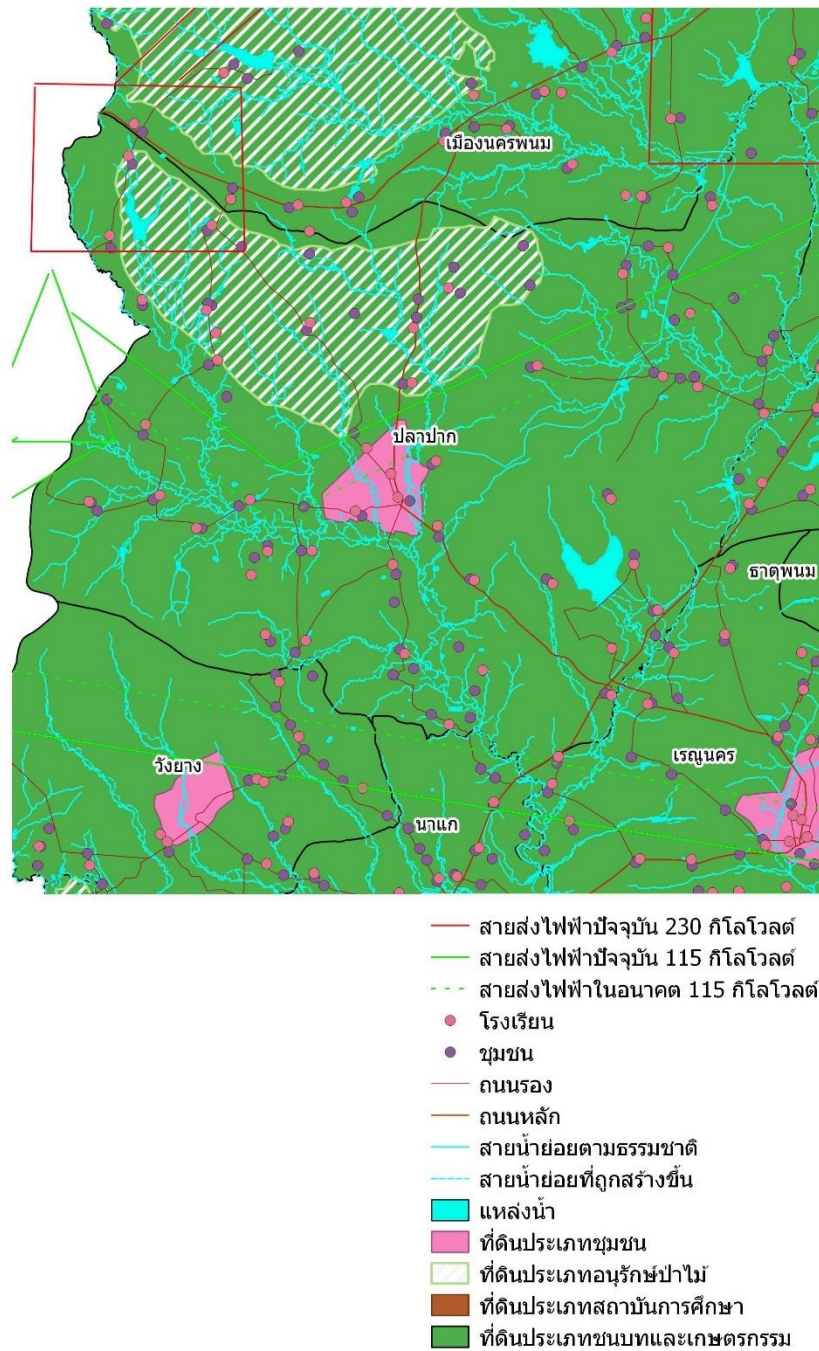 เมืองนครพนม
ปลาปาก
ธาตุพนม
เรณูนคร
วังยาง
นาแก
สายส่งไฟฟ้าปัจจุบัน 230 กิโลโวลต์
สายส่งไฟฟ้าปัจจุบัน 115 กิโลโวลต์
สายส่งไฟฟ้าในอนาคต 115 กิโลโวลต์
โรงเรียน
ชุมชน
ถนนรอง
ถนนหลัก
สายน้ำย่อยตามธรรมชาติ
สายน้ำย่อยที่ถูกสร้างขึ้น
แหล่งน้ำ
ที่ดินประเภทชุมชน
ที่ดินประเภทอนุรักษ์ป่าไม้
ที่ดินประเภทสถาบันการศึกษา
ที่ดินประเภทชนบทและเกษตรกรรม